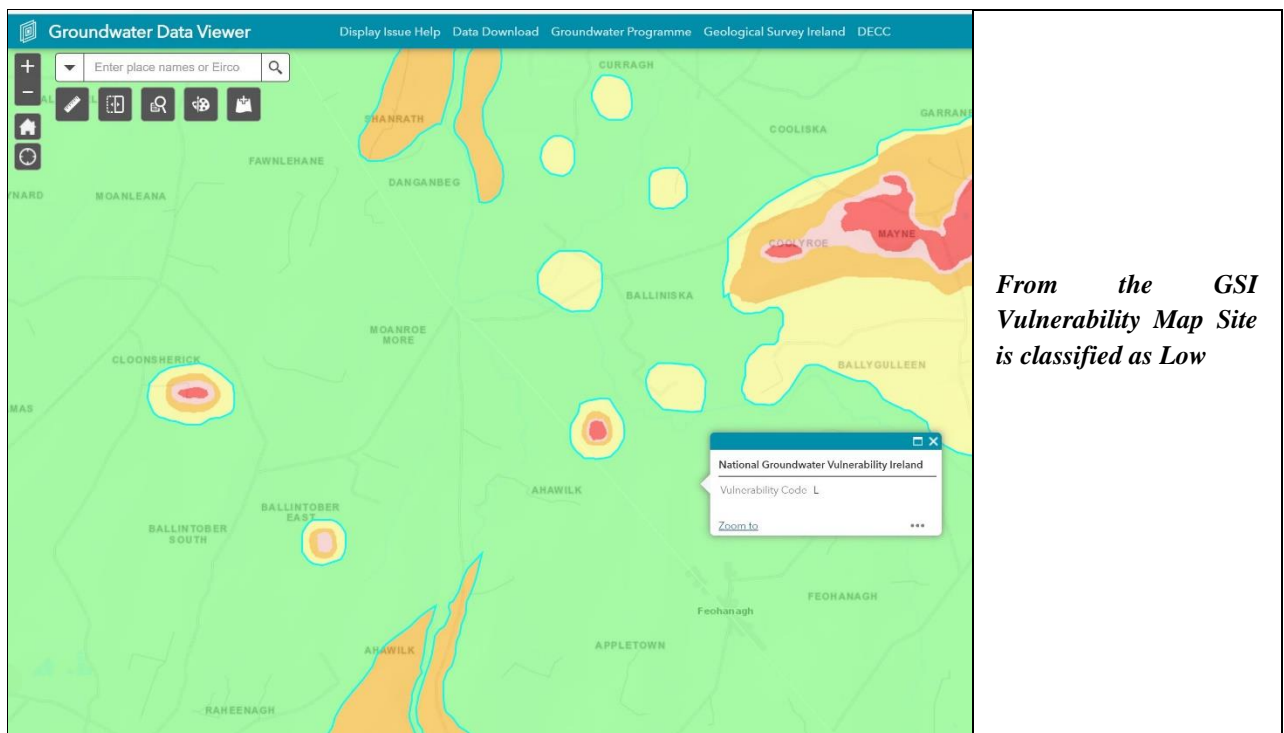 Groundwater Data Viewer
Display Issue Help Data Download Groundwater Programme Geological Survey Ireland DECC
Enter place names or Eirco
CURRAGH
SHANRATH
GARRAN
COOLISKA
FAWNLEHANE
DANGANBEG
YNARD
MOANLEANA
MAYNE
COOLYROE
BALLINISKA
MOANROE
MORE
CLOONSHERICK
BALLYGULLEEN
MAS
National Groundwater Vulnerability Ireland
Vulnerability Code L
Zoom to
AHAWILK
BALLINTOBER
EAST
BALLINTOBER
SOUTH
FEOHANAGH
Feohanagh
APPLETOWN
AHAWILK
RAHEENAGH
From the GSI
Vulnerability Map Site
is classified as Low